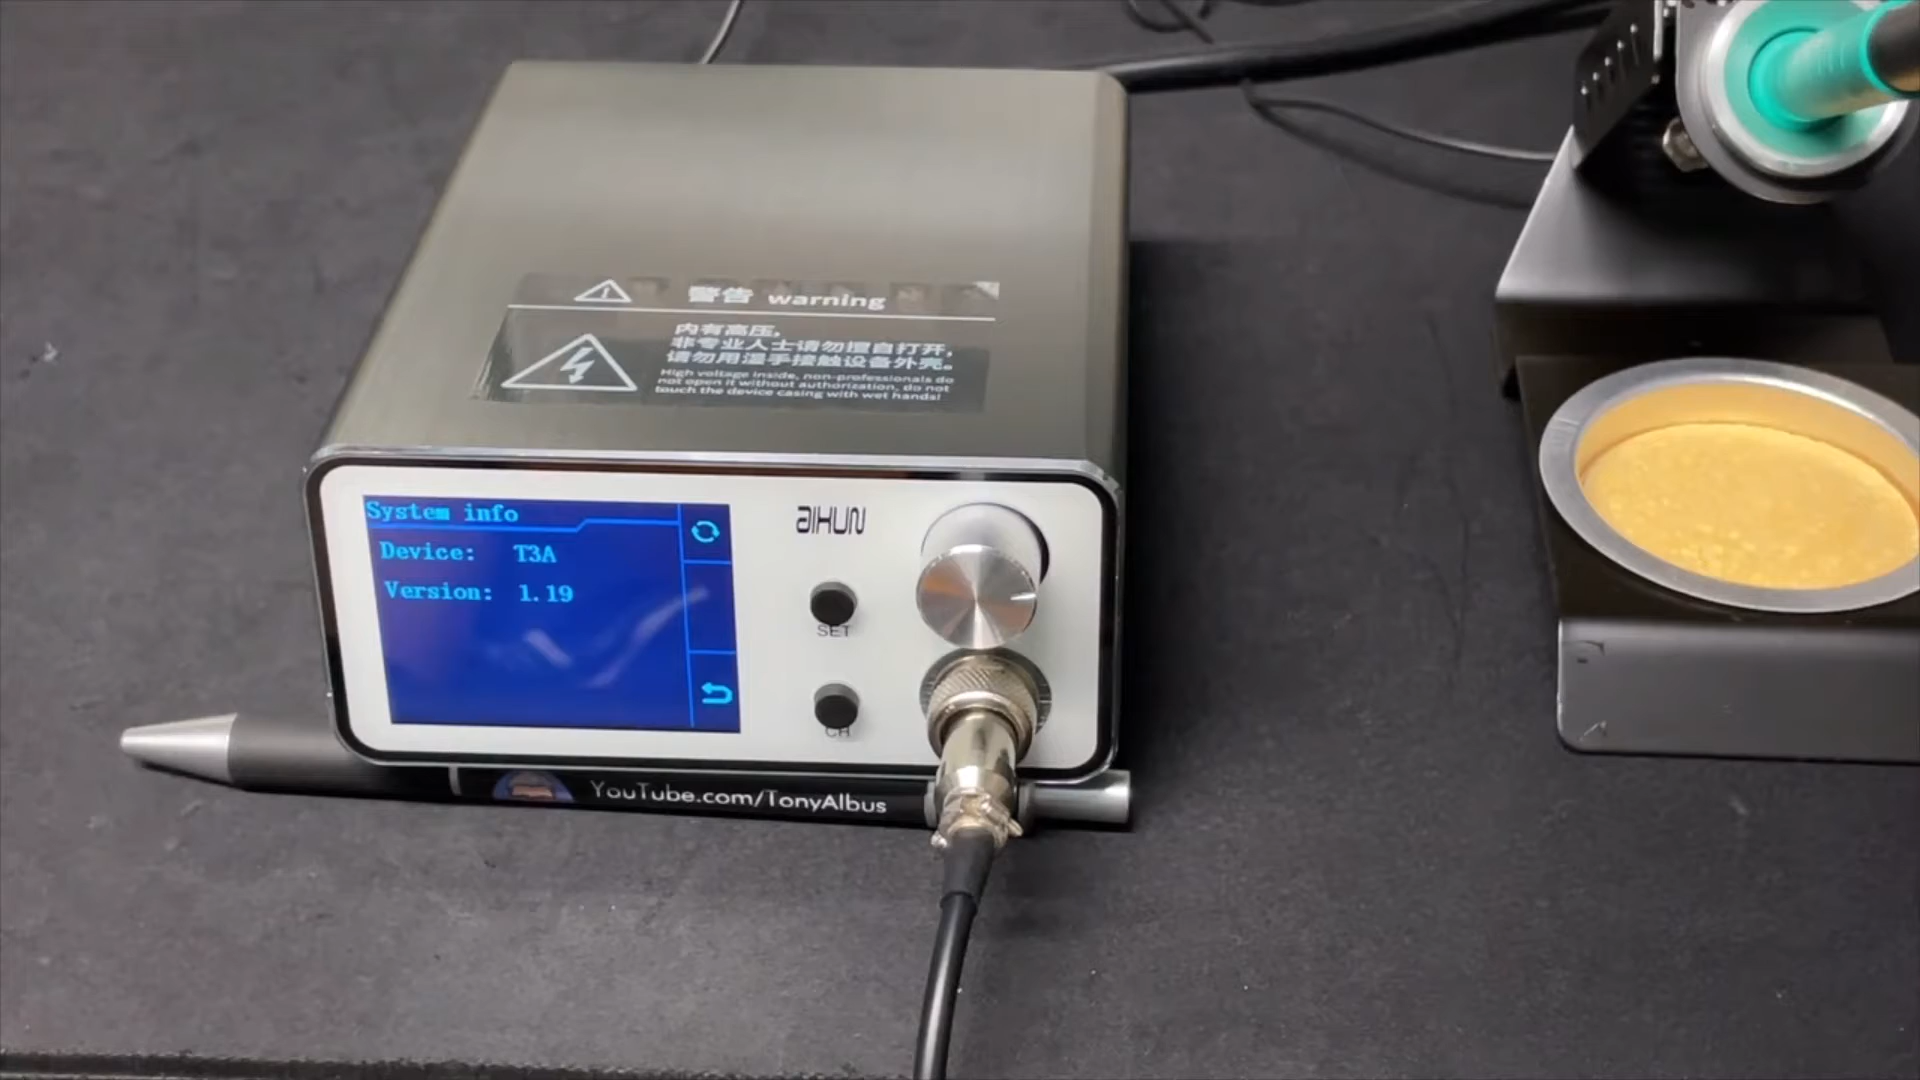 警告 warning
内有高压,
非专业人士请勿擅自打开,
请勿用湿手接触设备外壳。
High voltage inside, non-professionals do
not open it without authorization, do not
touch the device casing with wet hands!
System info
Device: T3A
Version: 1.19
AIHUN
SET
CH
YouTube.com/TonyAlbus